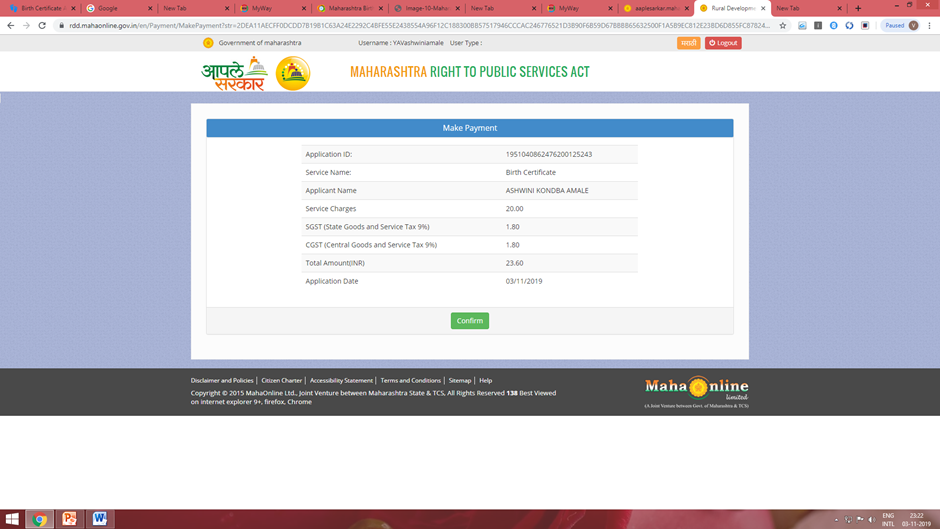 Birth Certificate A
Google
New Tab
MyWay
Maharashtra Birt
Image-10-Mahar
New Tab
MyWay
aaplesarkar.mahao
Rural Developme
New Tab
rdd.mahaonline.gov.in/en/Payment/MakePayment?str=
Paused
V
Government of maharashtra
Username : YAVashwiniamale User Type :
मराठी
Logout
आपले
सरकार
MAHARASHTRA RIGHT TO PUBLIC SERVICES ACT
Make Payment
Application ID: 1951040862476200125243
Service Name: Birth Certificate
Applicant Name ASHWINI KONDBA AMALE
Service Charges 20.00
SGST (State Goods and Service Tax 9%) 1.80
CGST (Central Goods and Service Tax 9%) 1.80
Total Amount(INR) 23.60
Application Date 03/11/2019
Confirm
Disclaimer and Policies | Citizen Charter | Accessibility Statement | Terms and Conditions | Sitemap | Help
Copyright © 2015 MahaOnline Ltd., Joint Venture between Maharashtra State & TCS, All Rights Reserved 138 Best Viewed
on internet explorer 9+, firefox, Chrome
MahaOnline
limited
(A Joint Venture between Govt. of Maharashtra & TCS)
ENG
INTL
23:22
03-11-2019